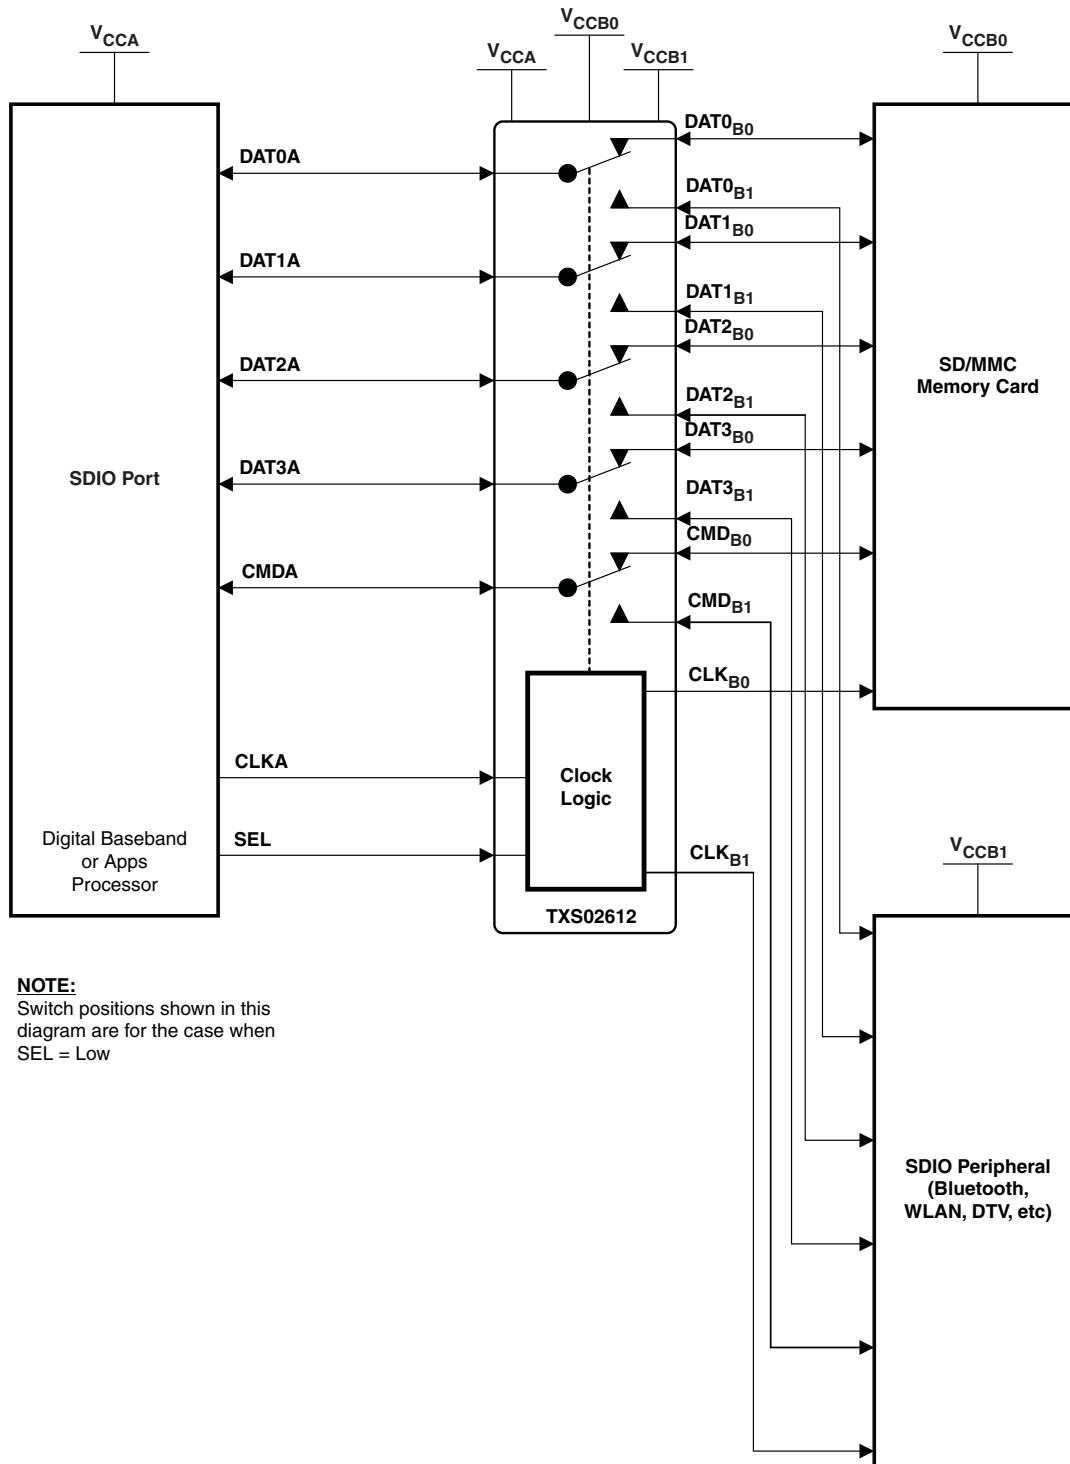 VCCA
VCCB0
VCCA
VCCB1
VCCB0
DAT0A
DAT1A
DAT2A
DAT3A
CMDA
CLKA
SEL
SDIO Port
Digital Baseband
or Apps
Processor
DAT0B0
DAT0B1
DAT1B0
DAT1B1
DAT2B0
DAT2B1
DAT3B0
DAT3B1
CMDB0
CMDB1
CLKB0
CLKB1
Clock
Logic
TXS02612
SD/MMC
Memory Card
VCCB1
SDIO Peripheral
(Bluetooth,
WLAN, DTV, etc)
NOTE:
Switch positions shown in this
diagram are for the case when
SEL = Low